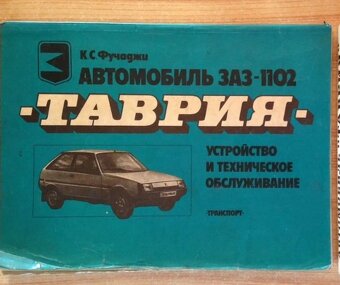 К С Фучаджи
АВТОМОБИЛЬ ЗАЗ-1102
-ТАВРИЯ-
УСТРОЙСТВО
И ТЕХНИЧЕСКОЕ
ОБСЛУЖИВАНИЕ
·ТРАНСПОРТ·